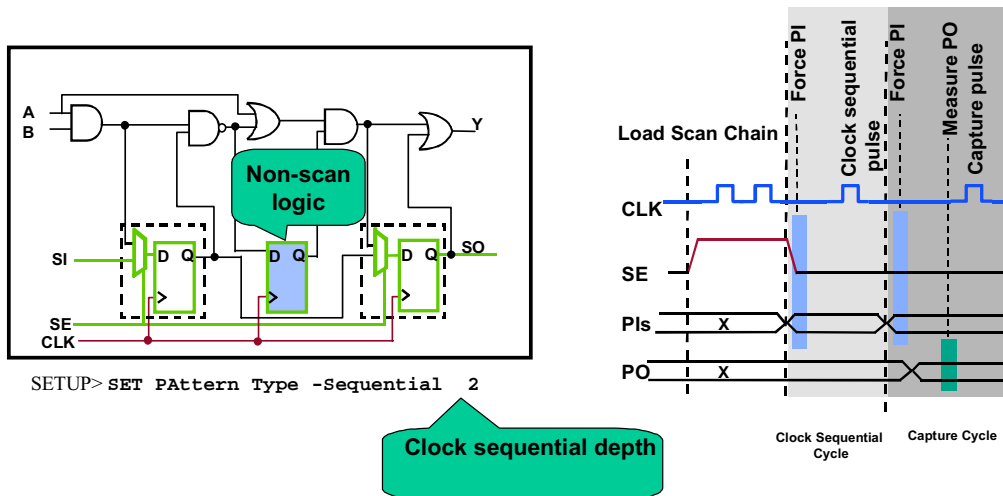 A
B
Y
Non-scan
logic
D Q
D Q
D Q
SI
SO
SE
CLK
SETUP> SET PAttern Type -Sequential 2
Clock sequential depth
Force PI
Clock sequential
pulse
Force PI
Measure PO
Capture pulse
Load Scan Chain
CLK
SE
PIs
X
PO
X
Clock Sequential
Cycle
Capture Cycle